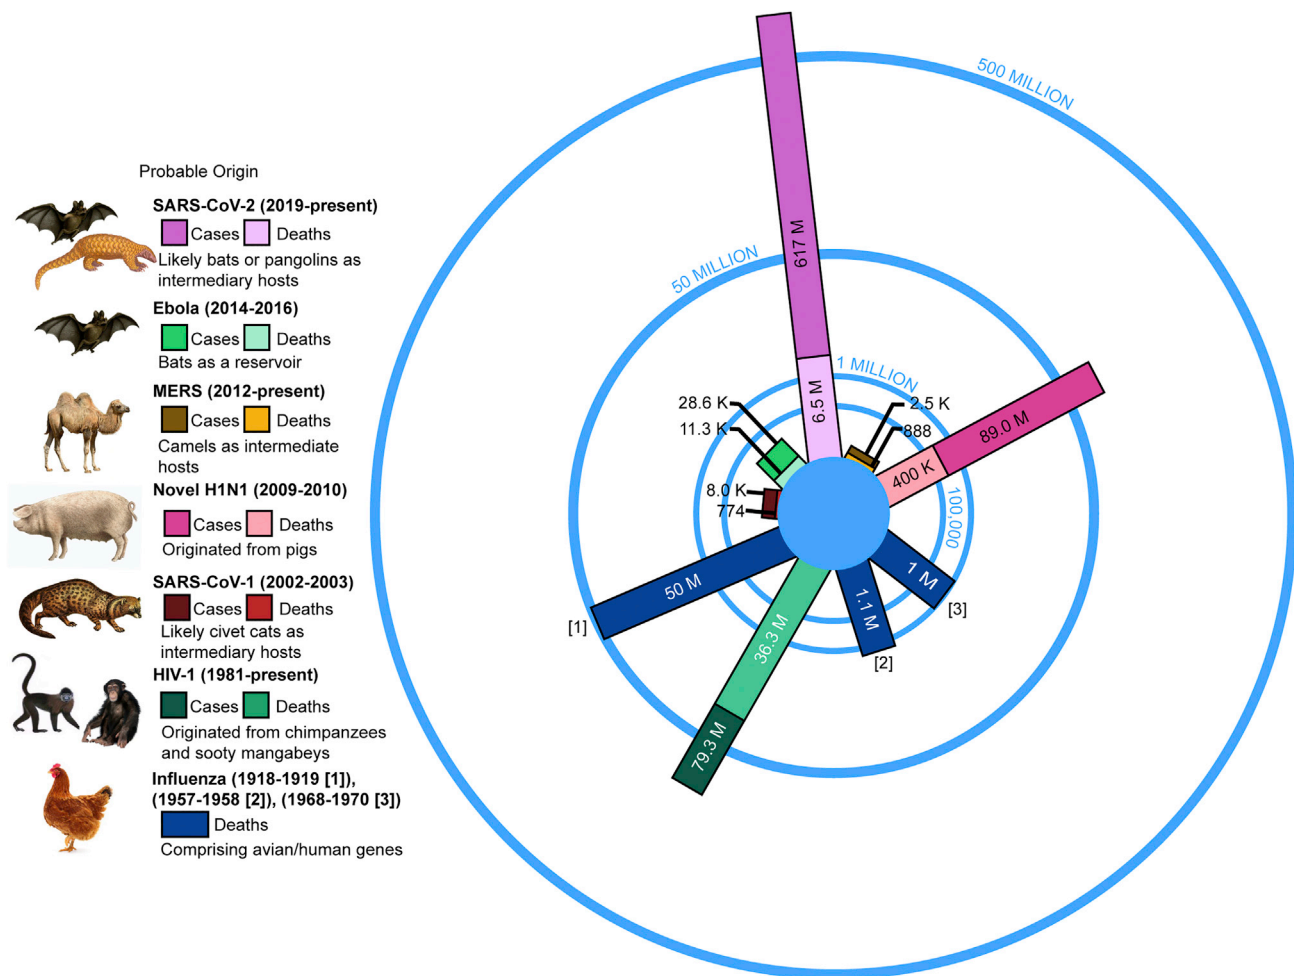 Probable Origin
SARS-CoV-2 (2019-present)
Cases Deaths
Likely bats or pangolins as
intermediary hosts
Ebola (2014-2016)
Cases Deaths
Bats as a reservoir
MERS (2012-present)
Cases Deaths
Camels as intermediate
hosts
Novel H1N1 (2009-2010)
Cases Deaths
Originated from pigs
SARS-CoV-1 (2002-2003)
Cases Deaths
Likely civet cats as
intermediary hosts
HIV-1 (1981-present)
Cases Deaths
Originated from chimpanzees
and sooty mangabeys
Influenza (1918-1919 [1]),
(1957-1958 [2]), (1968-1970 [3])
Deaths
Comprising avian/human genes
500 MILLION
50 MILLION
1 MILLION
100,000
617 M
6.5 M
2.5 K
888
89.0 M
400 K
28.6 K
11.3 K
8.0 K
774
50 M
[1]
36.3 M
79.3 M
1.1 M
[2]
1 M
[3]